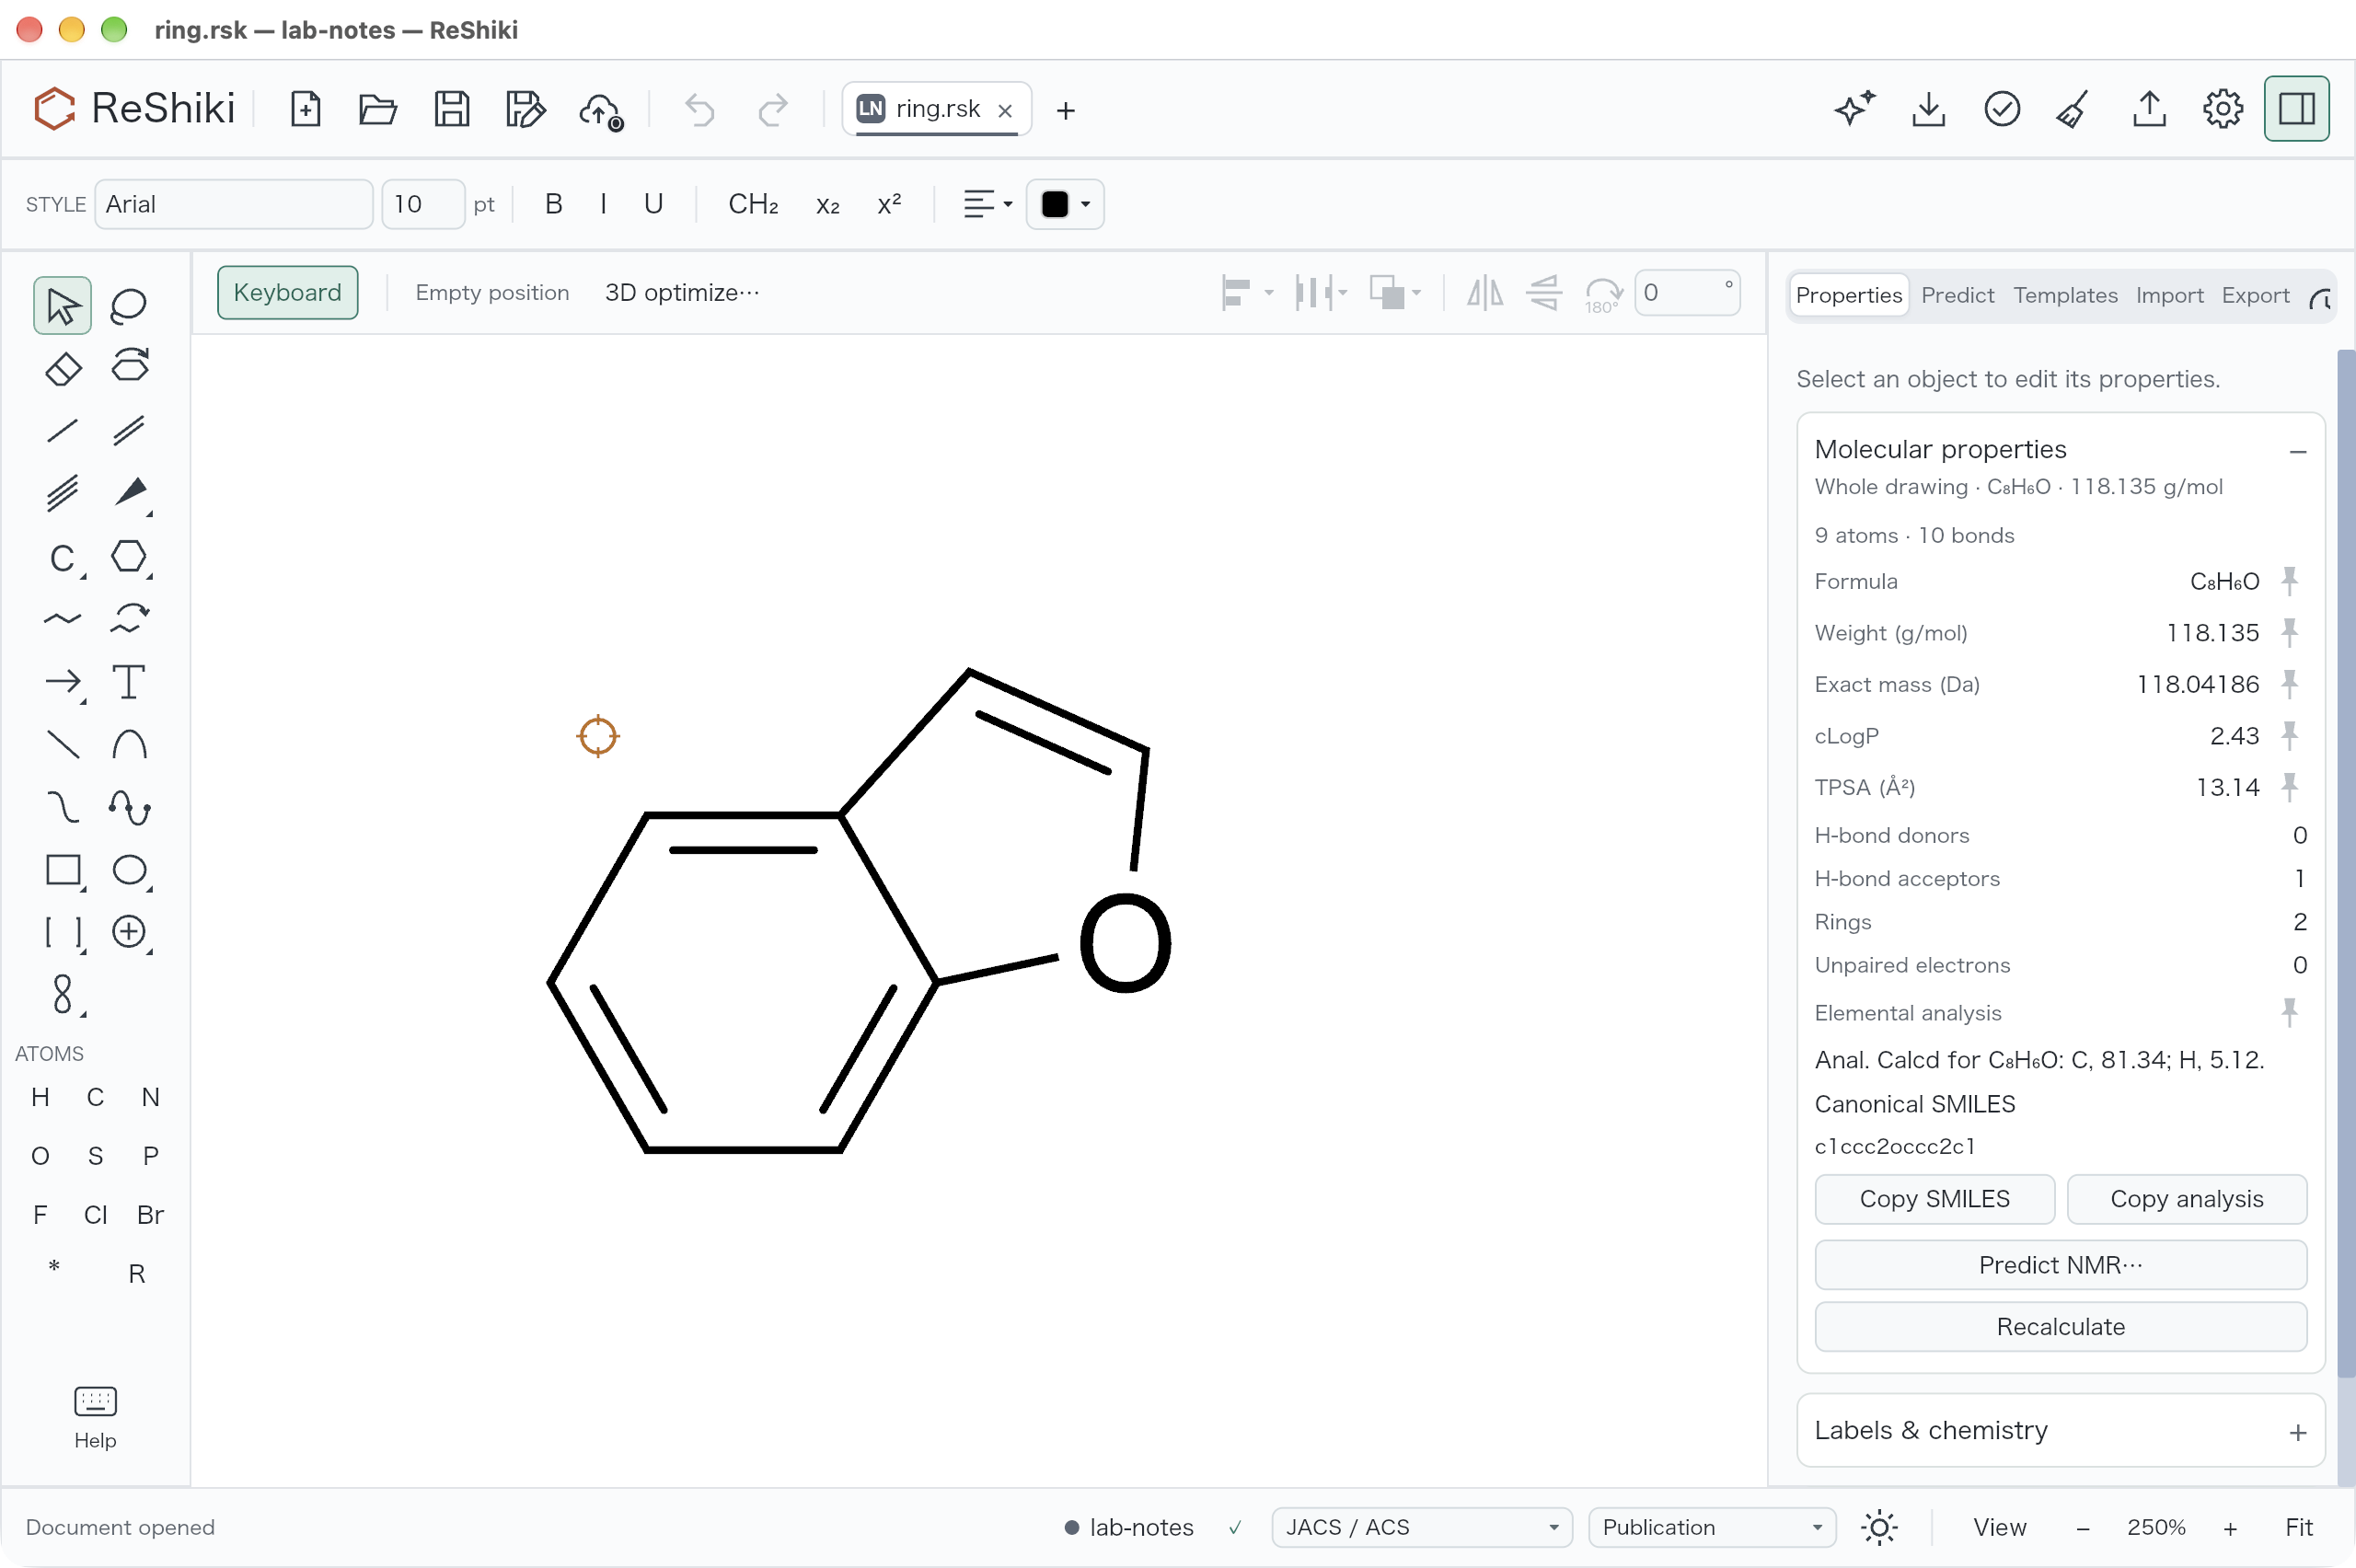 ring.rsk — lab-notes — ReShiki
ReShiki
LN ring.rsk × +
STYLE Arial 10 pt B I U CH₂ x₂ x²
Keyboard Empty position 3D optimize… 180° 0 °
Properties Predict Templates Import Export
Select an object to edit its properties.
Molecular properties −
Whole drawing · C₈H₆O · 118.135 g/mol
9 atoms · 10 bonds
Formula C₈H₆O
Weight (g/mol) 118.135
Exact mass (Da) 118.04186
cLogP 2.43
TPSA (Å²) 13.14
H-bond donors 0
H-bond acceptors 1
Rings 2
Unpaired electrons 0
Elemental analysis
Anal. Calcd for C₈H₆O: C, 81.34; H, 5.12.
Canonical SMILES
c1ccc2occc2c1
Copy SMILES Copy analysis
Predict NMR…
Recalculate
Labels & chemistry +
O
C
T
[ ]
ATOMS
H C N
O S P
F Cl Br
* R
Help
Document opened lab-notes ✓ JACS / ACS Publication View − 250% + Fit